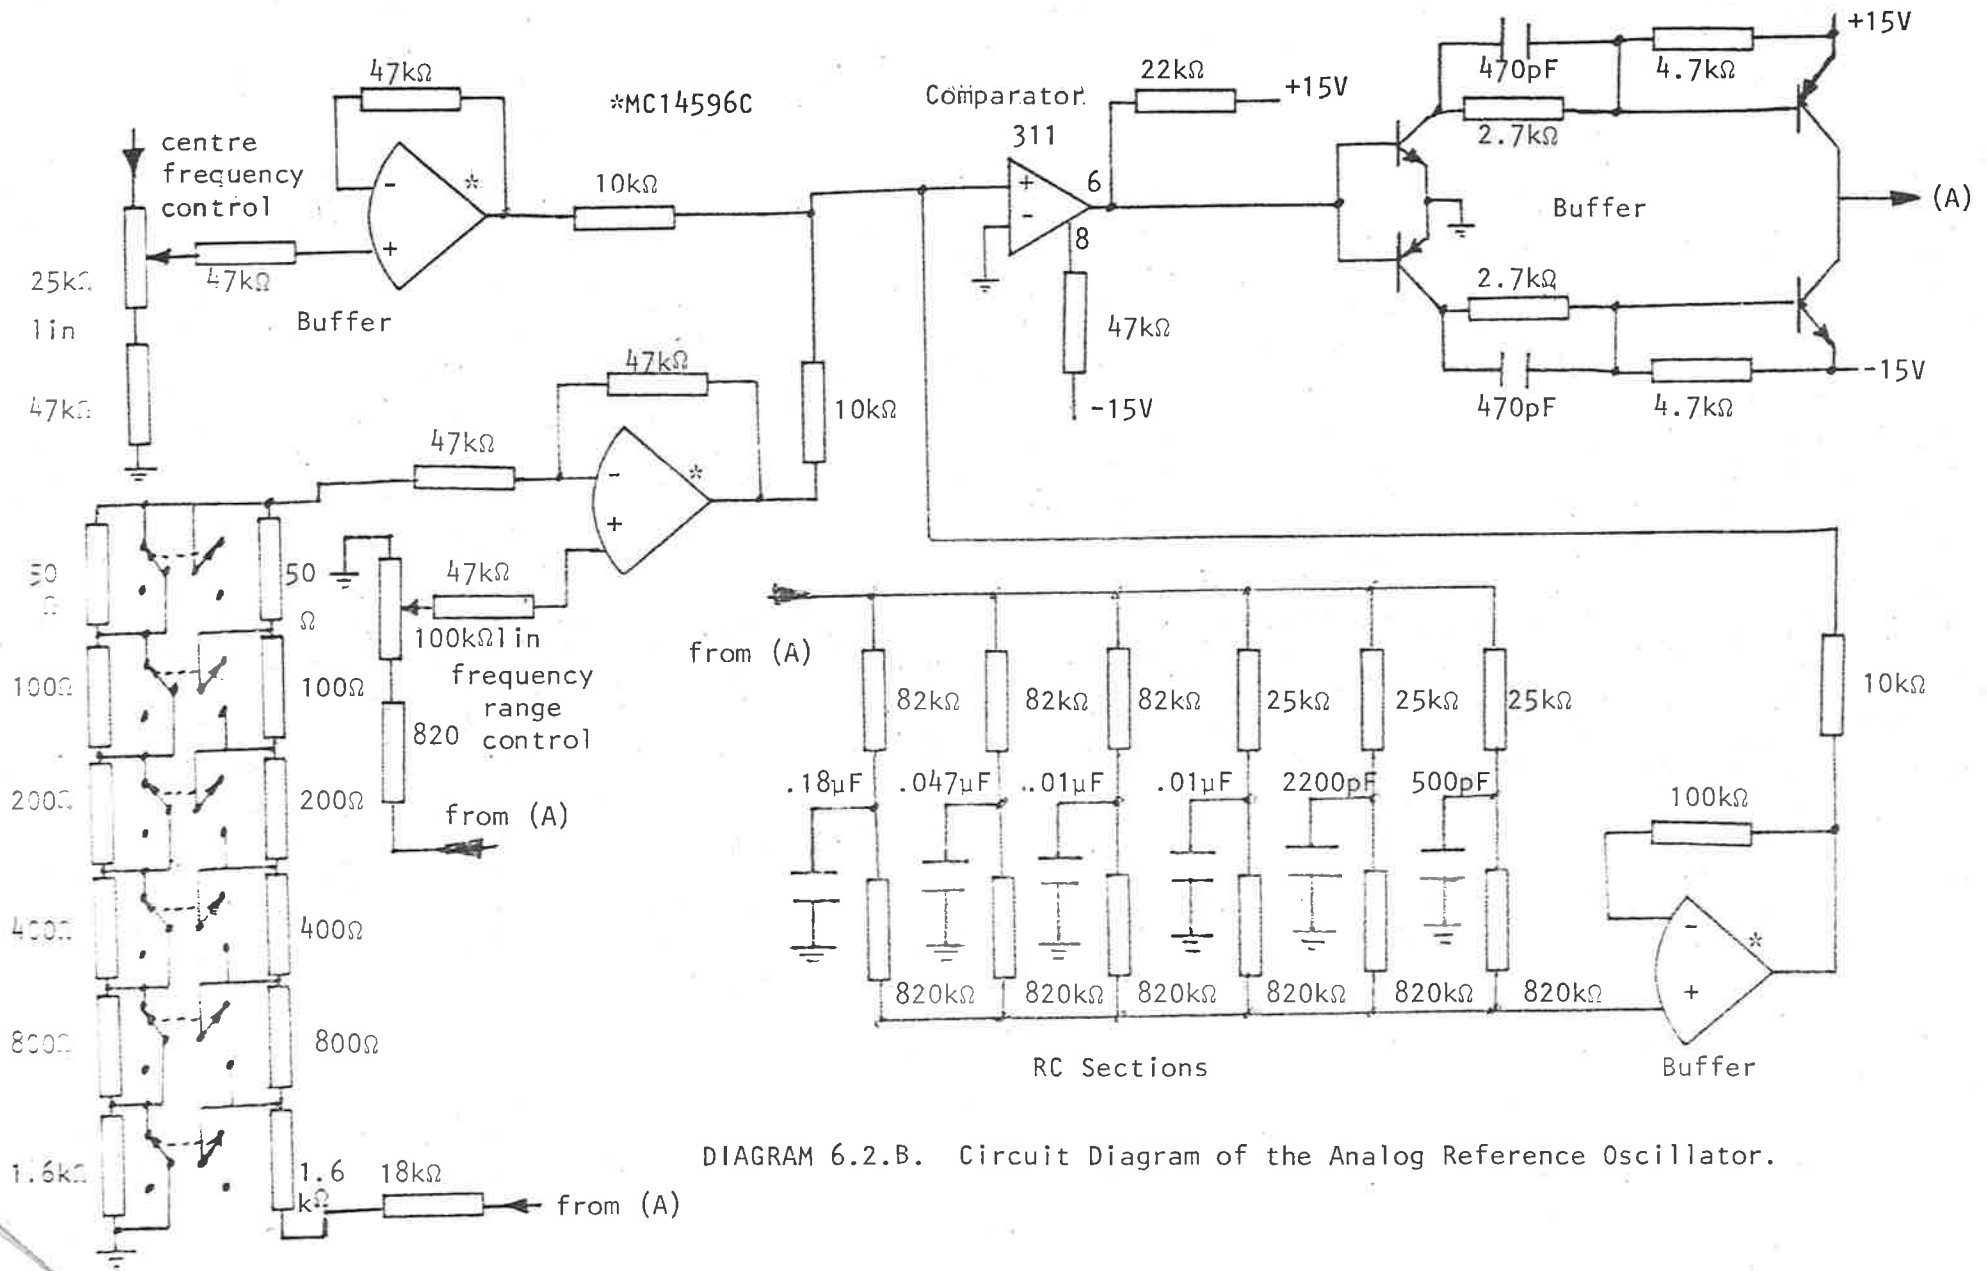 +15V
47kΩ
*MC14596C
Comparator
311
22kΩ
+15V
470pF
4.7kΩ
2.7kΩ
centre
frequency
control
-
*
+
10kΩ
+
-
6
8
Buffer
(A)
25kΩ
lin
47kΩ
Buffer
47kΩ
47kΩ
-15V
2.7kΩ
470pF
4.7kΩ
-15V
47kΩ
47kΩ
10kΩ
-
*
+
50
Ω
50
Ω
47kΩ
100kΩlin
frequency
range
control
820
from (A)
100Ω
100Ω
200Ω
200Ω
400Ω
400Ω
800Ω
800Ω
1.6kΩ
1.6
kΩ
18kΩ
from (A)
from (A)
82kΩ
82kΩ
82kΩ
25kΩ
25kΩ
25kΩ
10kΩ
.18µF
.047µF
.01µF
.01µF
2200pF
500pF
100kΩ
820kΩ
820kΩ
820kΩ
820kΩ
820kΩ
820kΩ
-
*
+
RC Sections
Buffer
DIAGRAM 6.2.B. Circuit Diagram of the Analog Reference Oscillator.